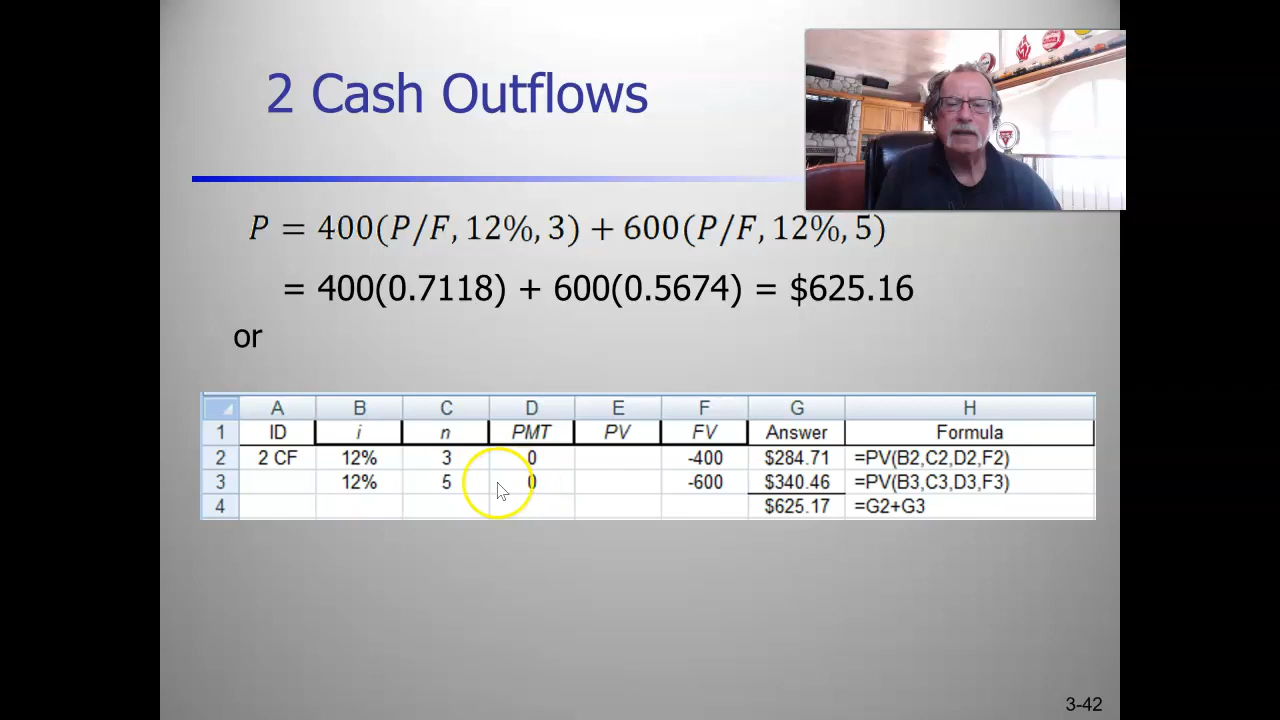 2 Cash Outflows
P = 400(P/F, 12%, 3) + 600(P/F, 12%, 5)
= 400(0.7118) + 600(0.5674) = $625.16
or
A B C D E F G H
1 ID i n PMT PV FV Answer Formula
2 2 CF 12% 3 0 -400 $284.71 =PV(B2,C2,D2,F2)
3 12% 5 0 -600 $340.46 =PV(B3,C3,D3,F3)
4 $625.17 =G2+G3
3-42